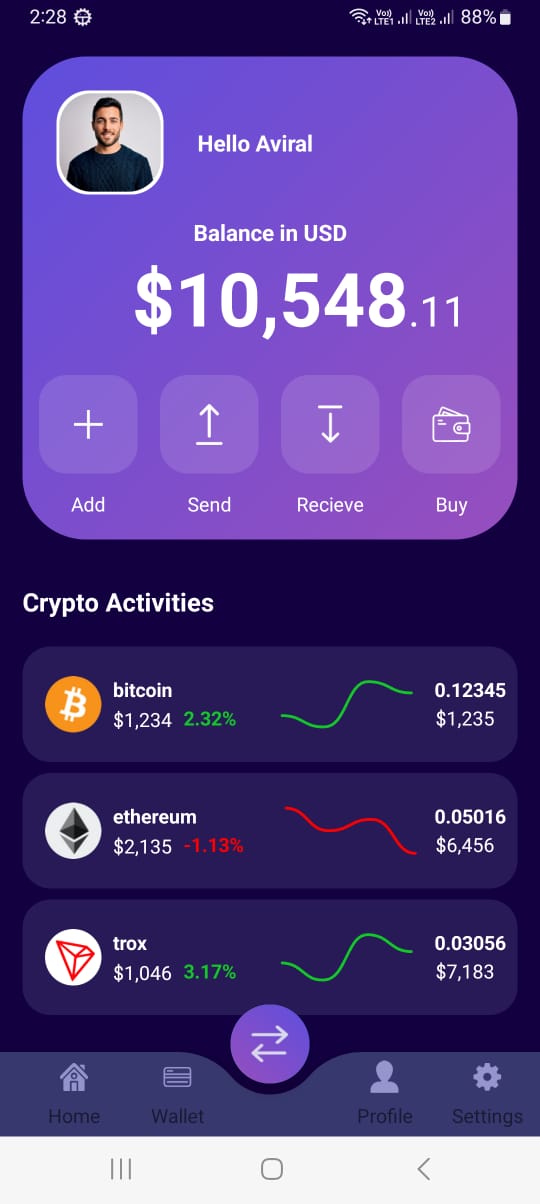 2:28 Vo)) LTE1 Vo)) LTE2 88%
Hello Aviral
Balance in USD
$10,548.11
Add Send Recieve Buy
Crypto Activities
bitcoin 0.12345
$1,234 2.32% $1,235
ethereum 0.05016
$2,135 -1.13% $6,456
trox 0.03056
$1,046 3.17% $7,183
Home Wallet Profile Settings